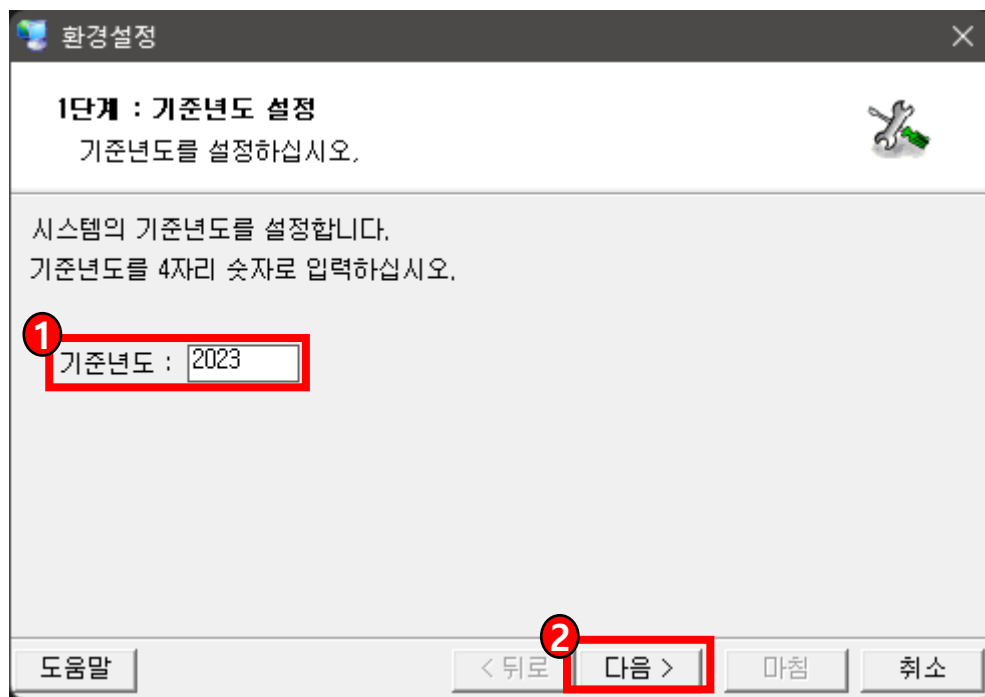 환경설정
1단계 : 기준년도 설정
기준년도를 설정하십시오.
시스템의 기준년도를 설정합니다.
기준년도를 4자리 숫자로 입력하십시오.
1
기준년도 : 2023
2
도움말 < 뒤로 다음 > 마침 취소